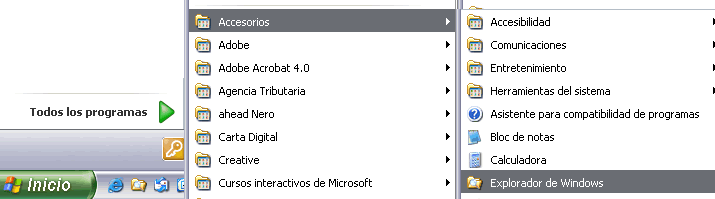 Todos los programas
Inicio
Accesorios
Adobe
Adobe Acrobat 4.0
Agencia Tributaria
ahead Nero
Carta Digital
Creative
Cursos interactivos de Microsoft
Accesibilidad
Comunicaciones
Entretenimiento
Herramientas del sistema
Asistente para compatibilidad de programas
Bloc de notas
Calculadora
Explorador de Windows